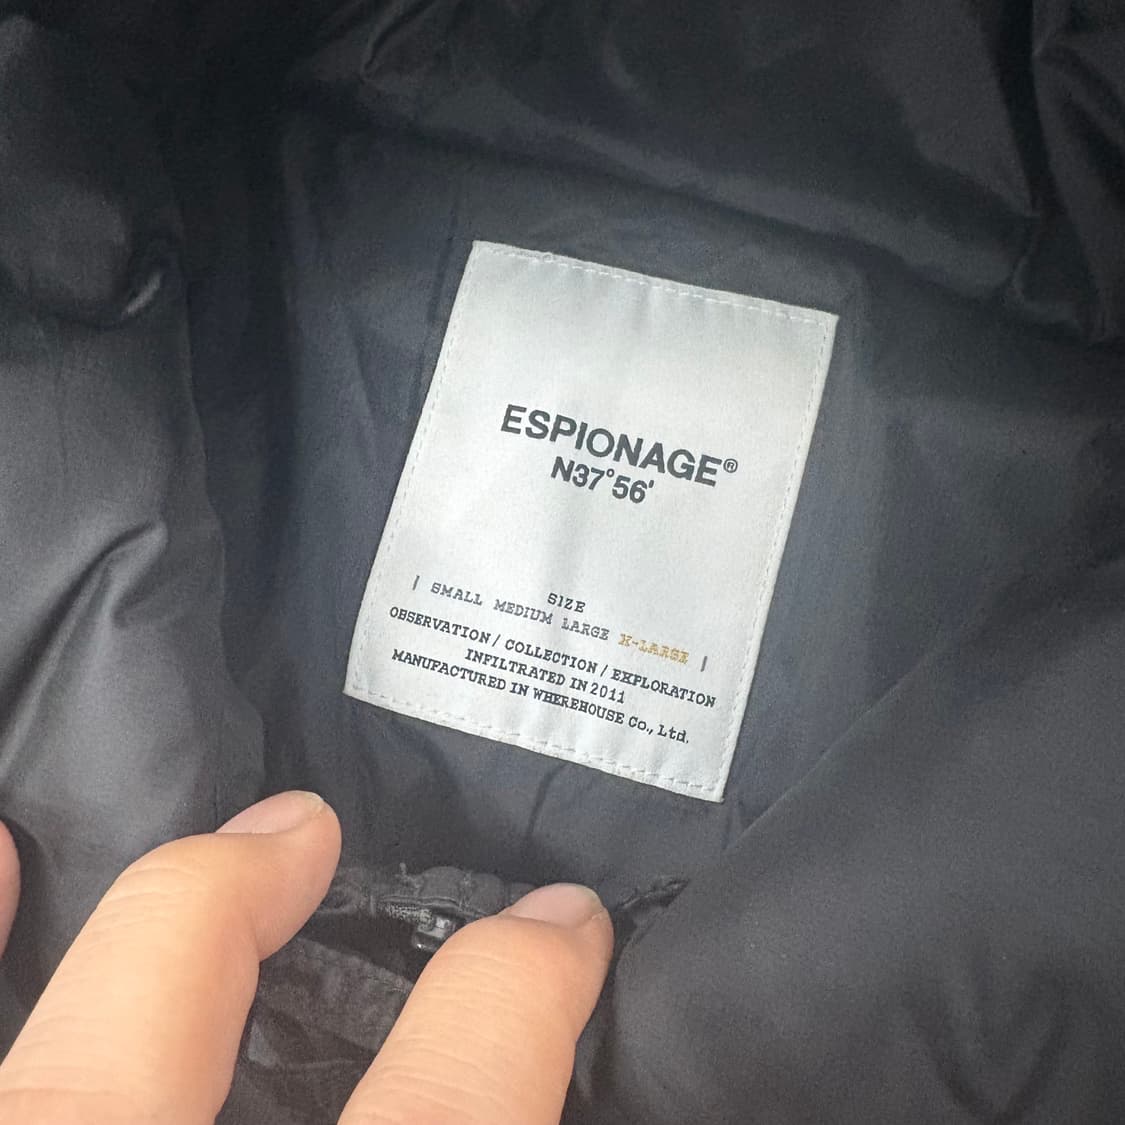 ESPIONAGE®
N37°56'
SIZE
| SMALL MEDIUM LARGE X-LARGE |
OBSERVATION / COLLECTION / EXPLORATION
INFILTRATED IN 2011
MANUFACTURED IN WHEREHOUSE Co., Ltd.